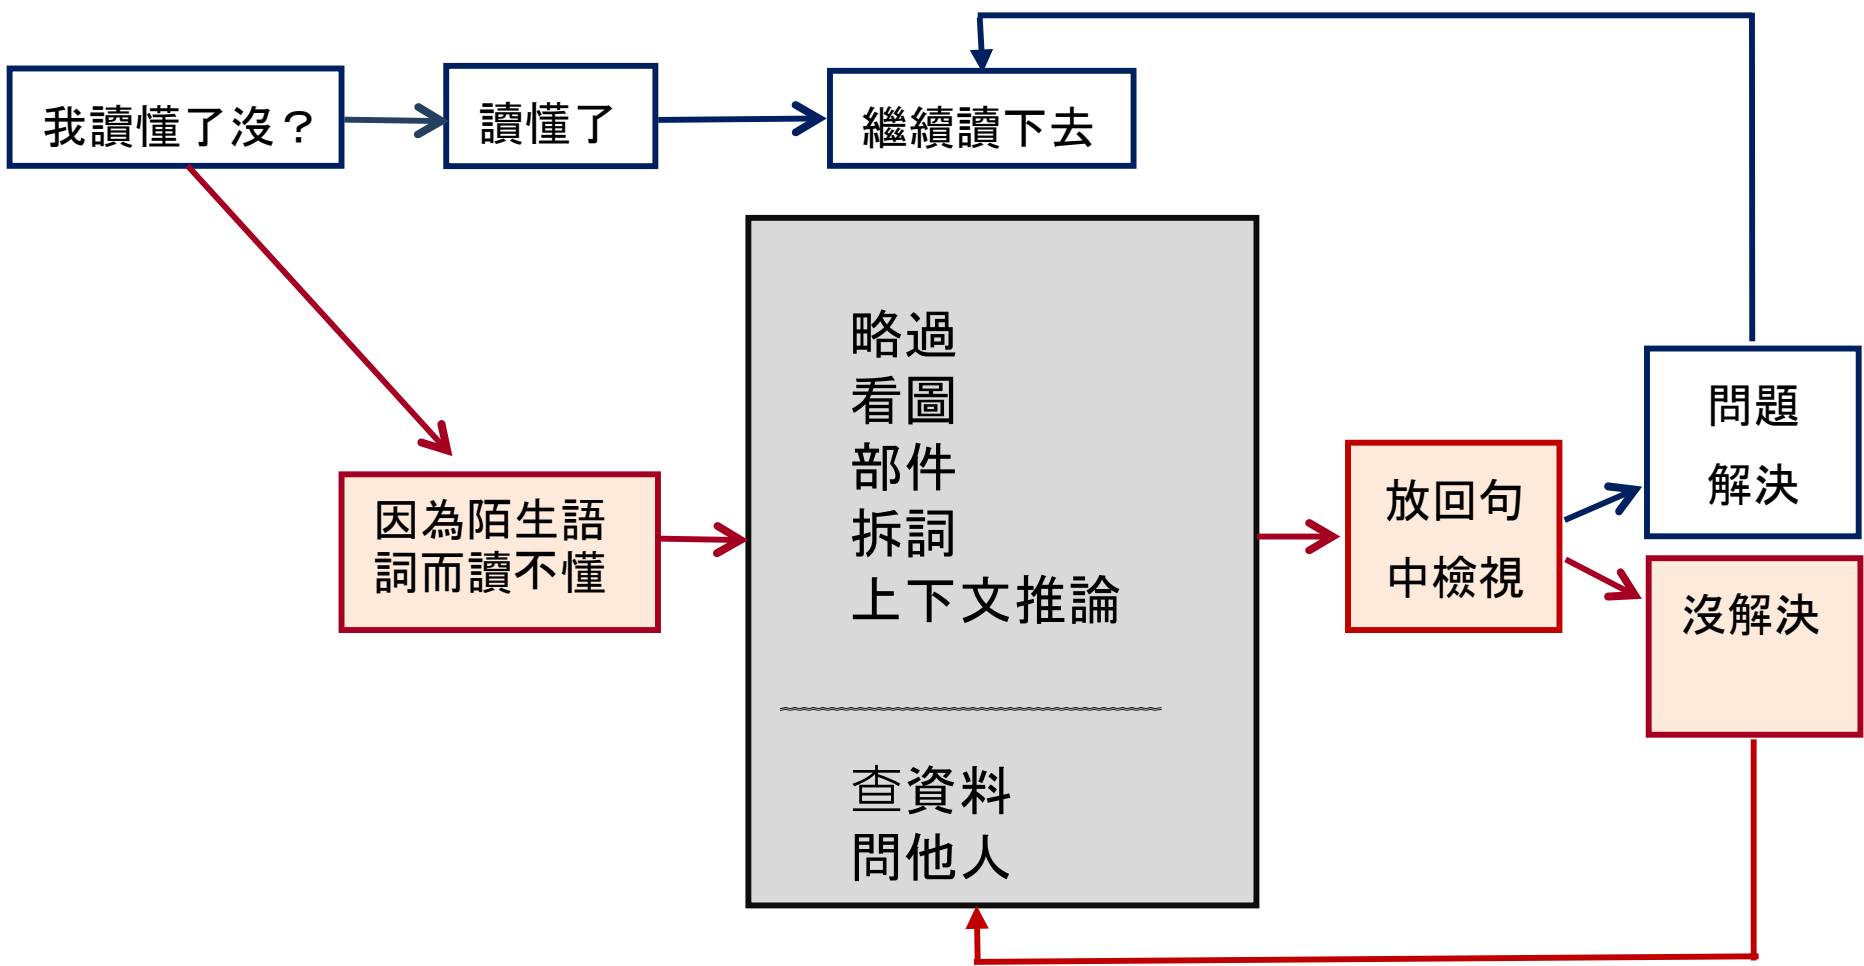 我讀懂了沒？
讀懂了
繼續讀下去
因為陌生語
詞而讀不懂
略過
看圖
部件
拆詞
上下文推論
查資料
問他人
放回句
中檢視
問題
解決
沒解決